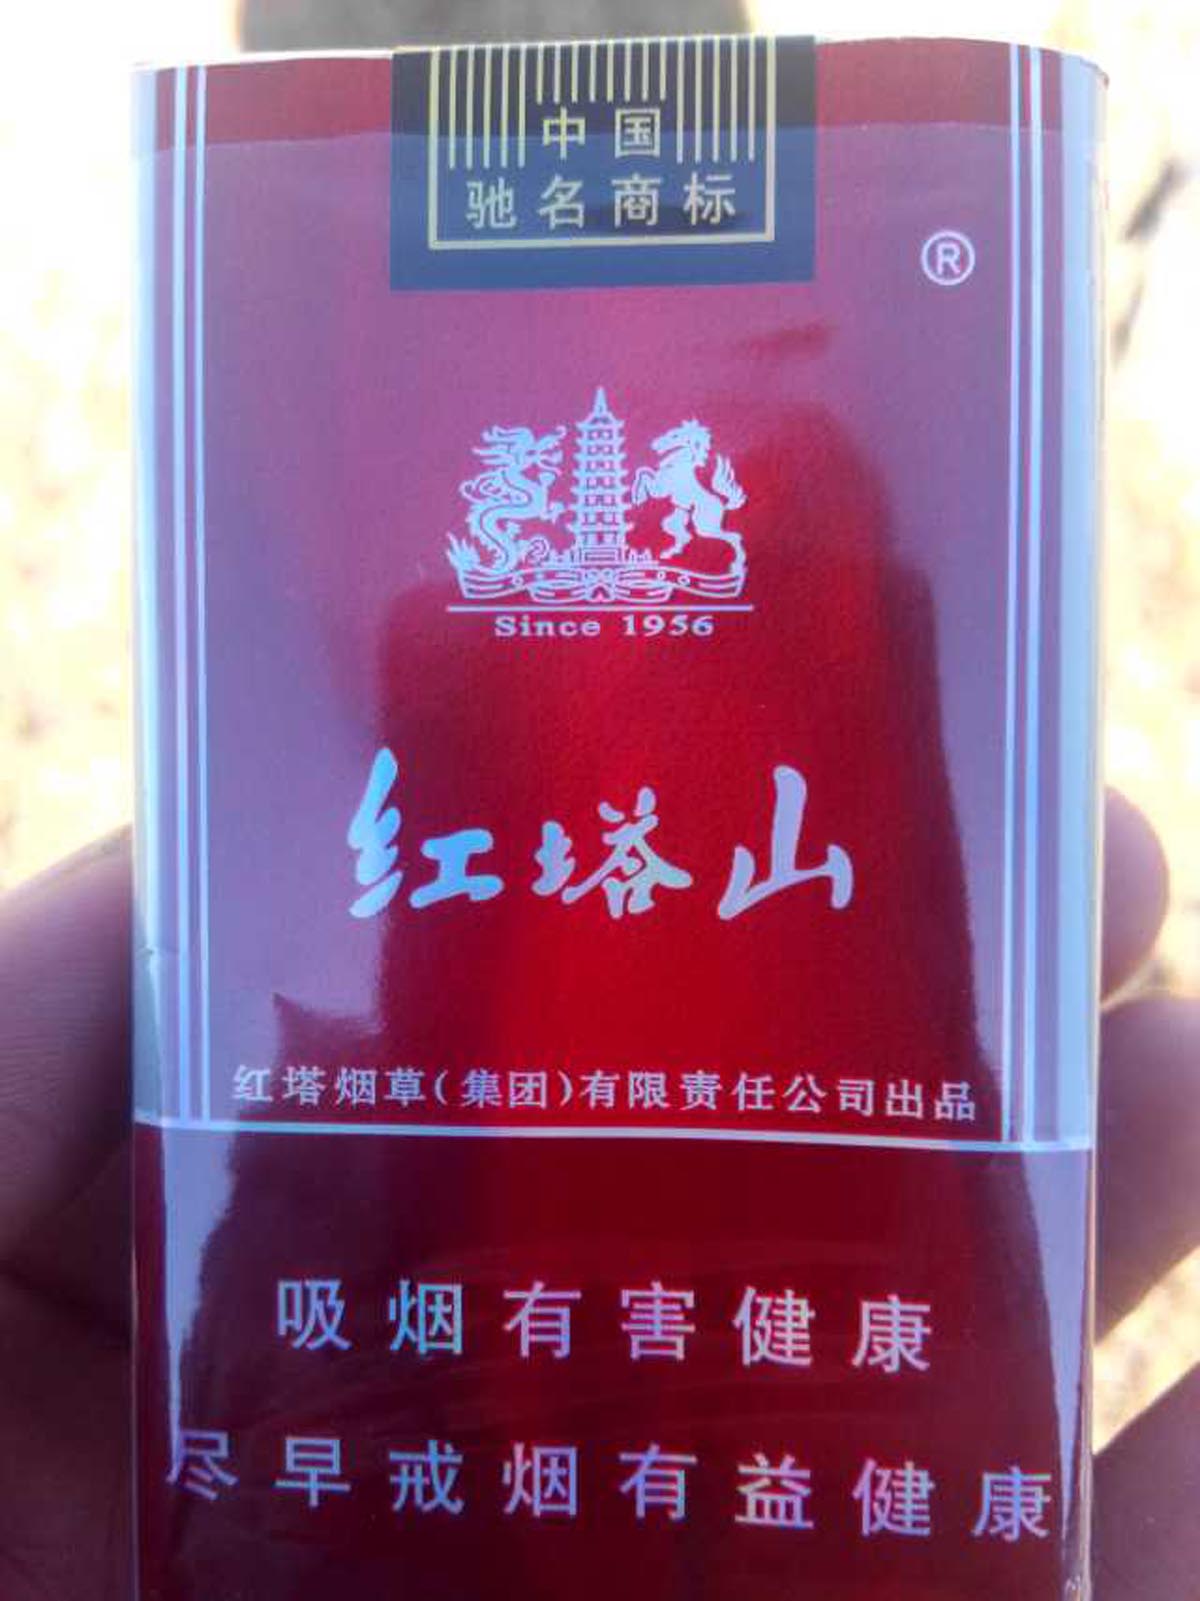 中国
驰名商标
®
Since 1956
红塔山
红塔烟草(集团)有限责任公司出品
吸烟有害健康
尽早戒烟有益健康